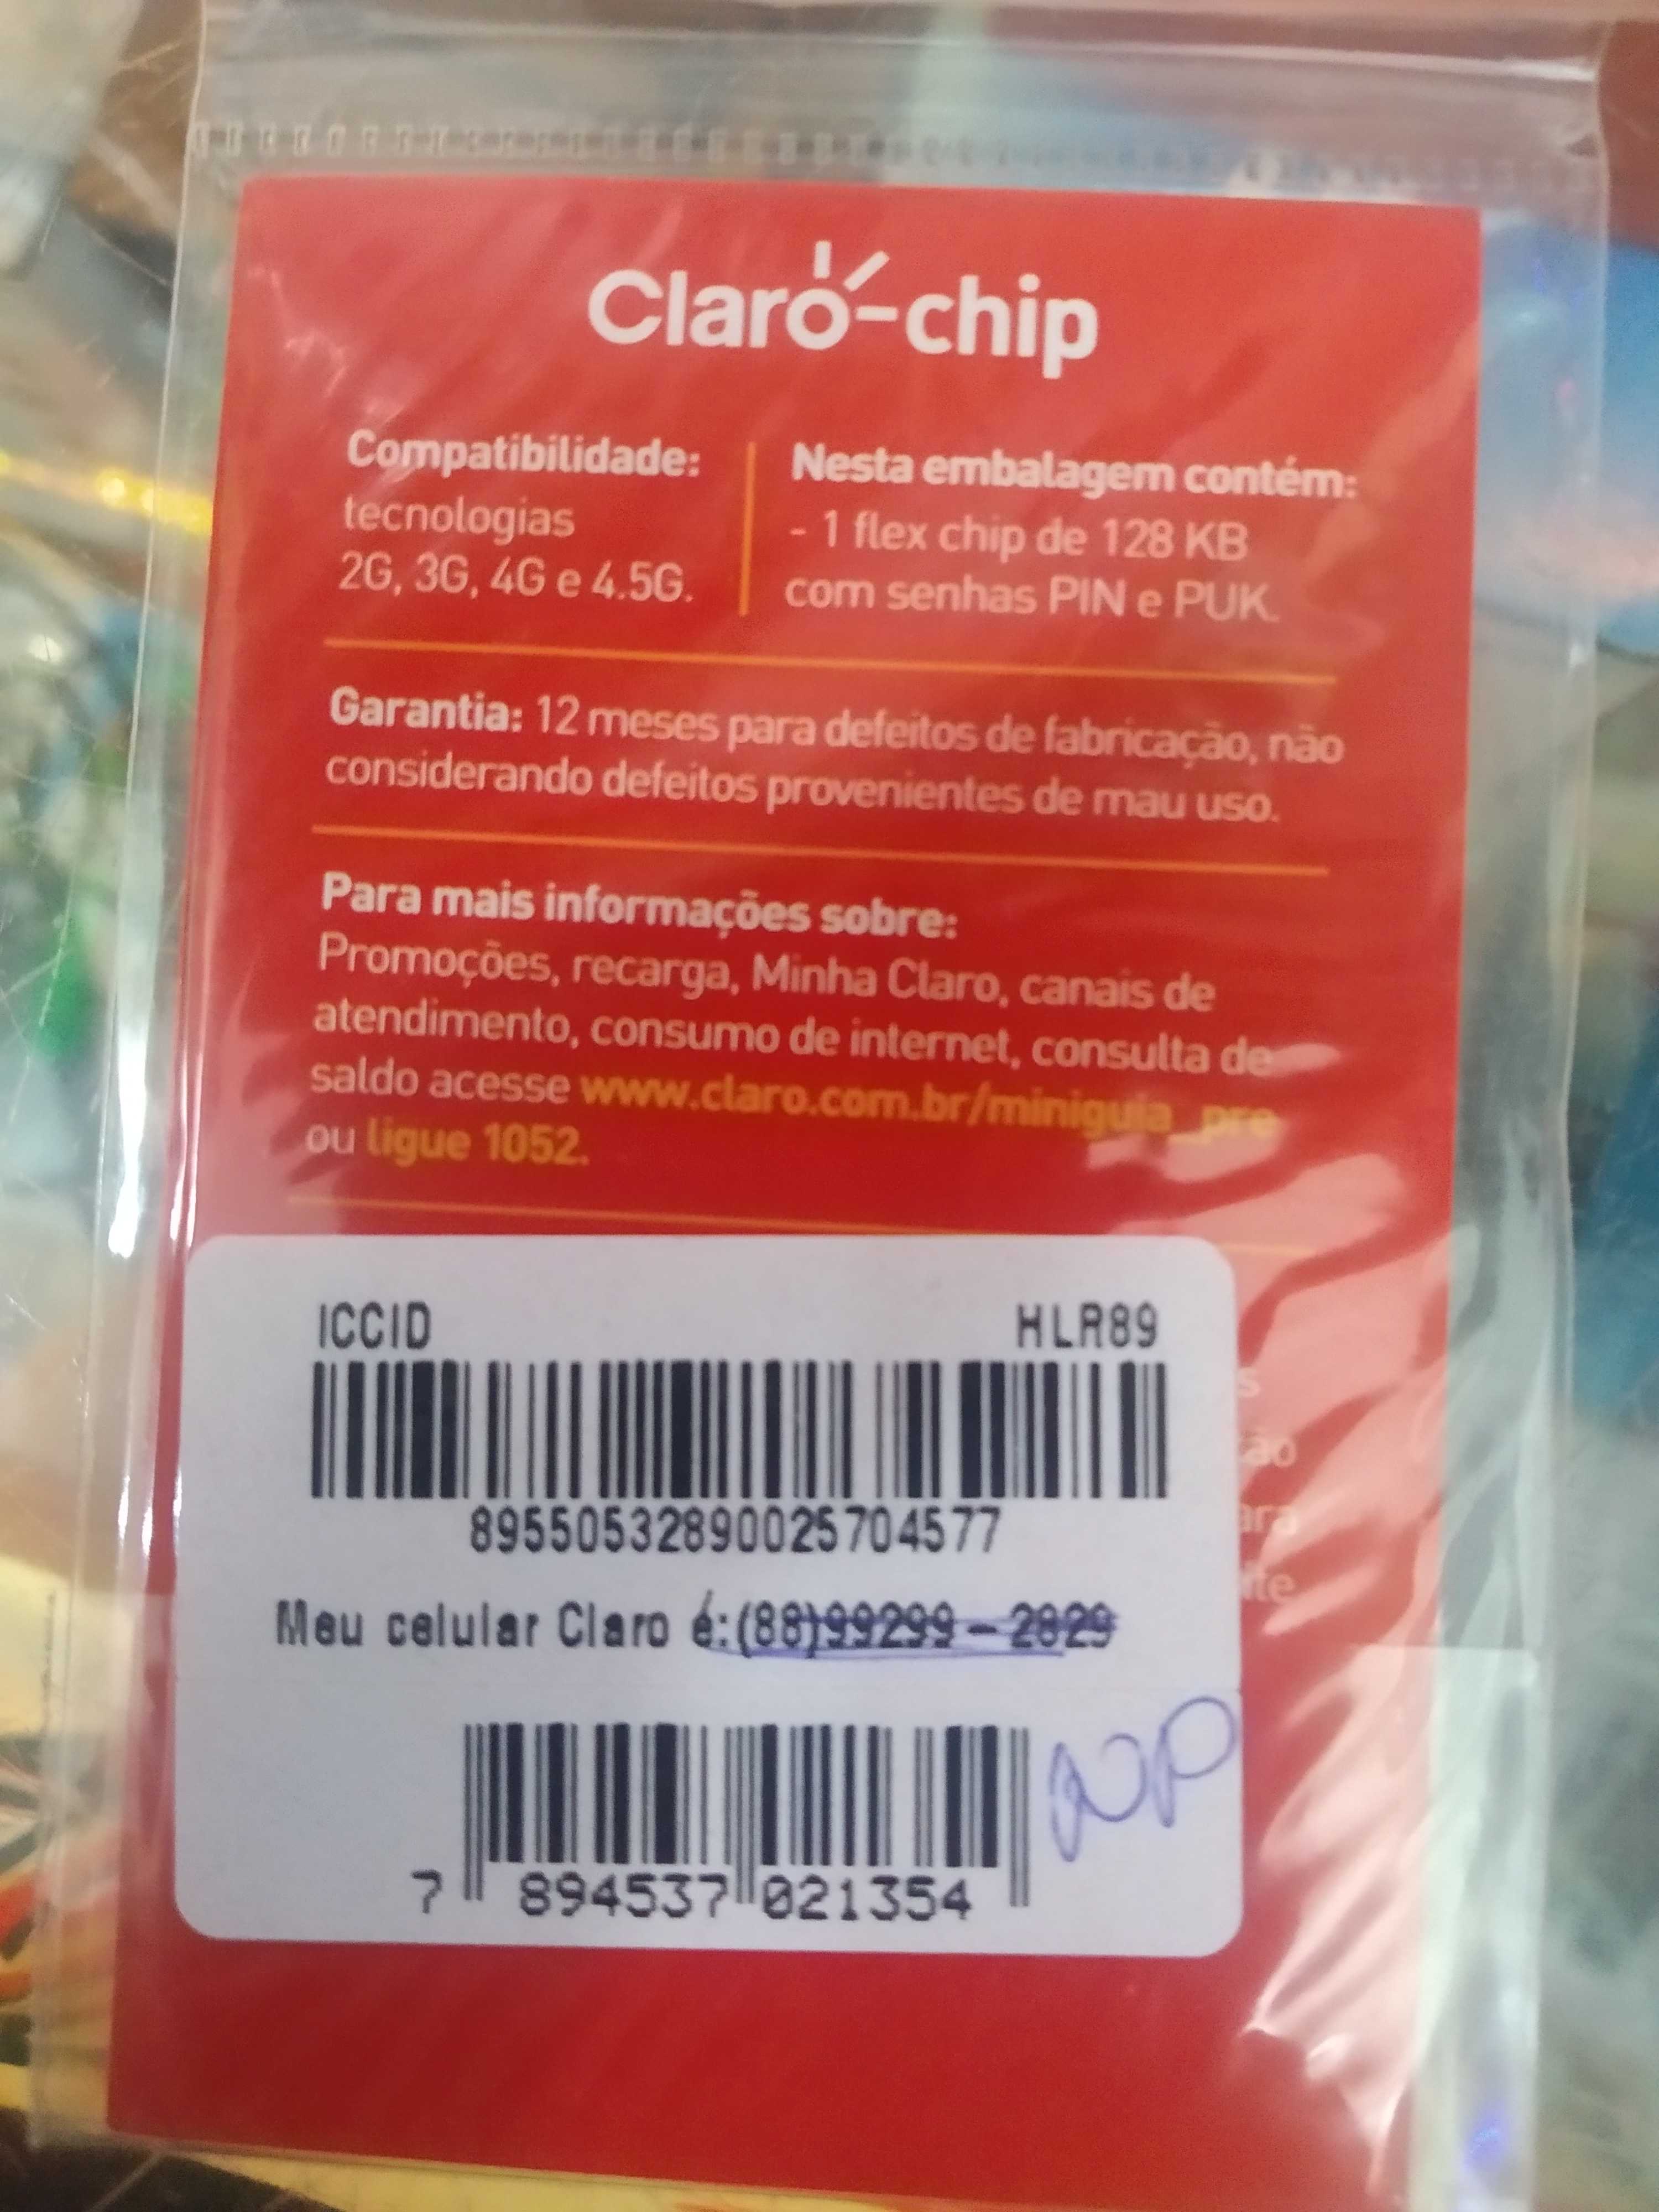 Claro-chip
Compatibilidade:
tecnologias
2G, 3G, 4G e 4.5G.
Nesta embalagem contém:
- 1 flex chip de 128 KB
com senhas PIN e PUK.
Garantia: 12 meses para defeitos de fabricação, não
considerando defeitos provenientes de mau uso.
Para mais informações sobre:
Promoções, recarga, Minha Claro, canais de
atendimento, consumo de internet, consulta de
saldo acesse www.claro.com.br/miniguia_pre
ou ligue 1052.
ICCID HLR89
89550532890025704577
Meu celular Claro é:(88)99299-2829
NP
7 894537 021354